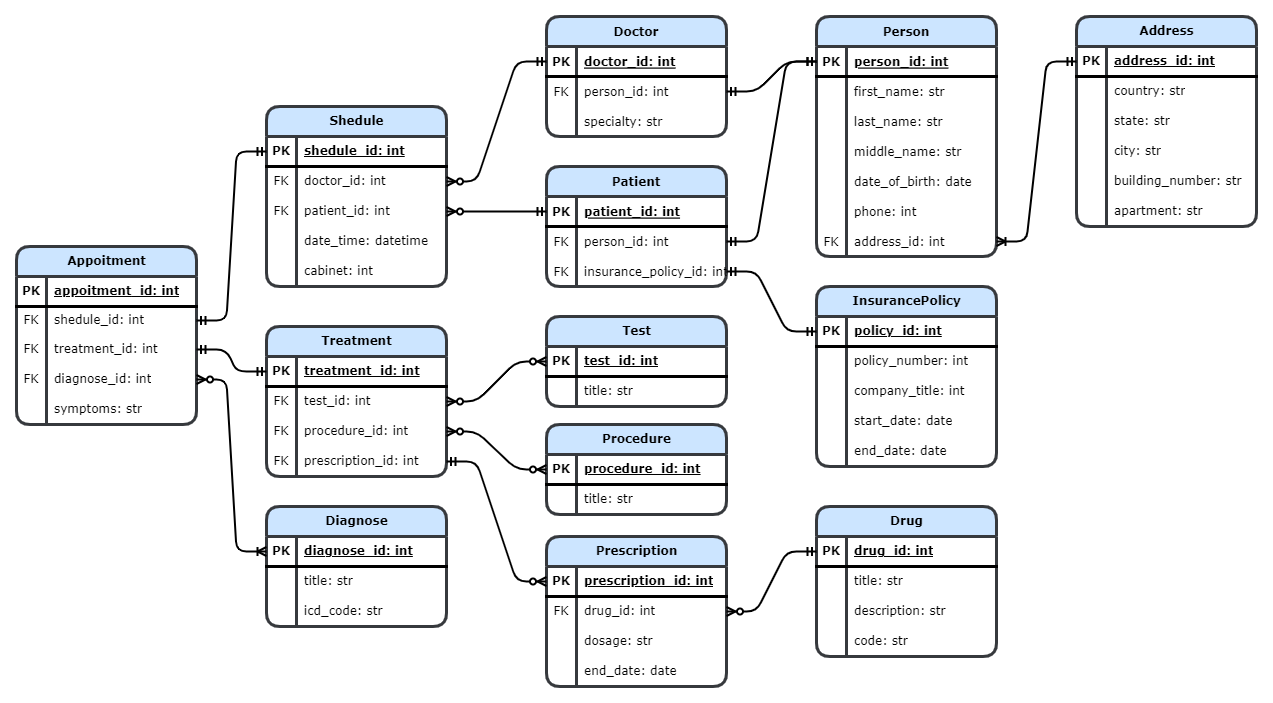 Appoitment
PK appoitment_id: int
FK shedule_id: int
FK treatment_id: int
FK diagnose_id: int
symptoms: str
Shedule
PK shedule_id: int
FK doctor_id: int
FK patient_id: int
date_time: datetime
cabinet: int
Treatment
PK treatment_id: int
FK test_id: int
FK procedure_id: int
FK prescription_id: int
Diagnose
PK diagnose_id: int
title: str
icd_code: str
Doctor
PK doctor_id: int
FK person_id: int
specialty: str
Patient
PK patient_id: int
FK person_id: int
FK insurance_policy_id: int
Test
PK test_id: int
title: str
Procedure
PK procedure_id: int
title: str
Prescription
PK prescription_id: int
FK drug_id: int
dosage: str
end_date: date
Person
PK person_id: int
first_name: str
last_name: str
middle_name: str
date_of_birth: date
phone: int
FK address_id: int
InsurancePolicy
PK policy_id: int
policy_number: int
company_title: int
start_date: date
end_date: date
Drug
PK drug_id: int
title: str
description: str
code: str
Address
PK address_id: int
country: str
state: str
city: str
building_number: str
apartment: str